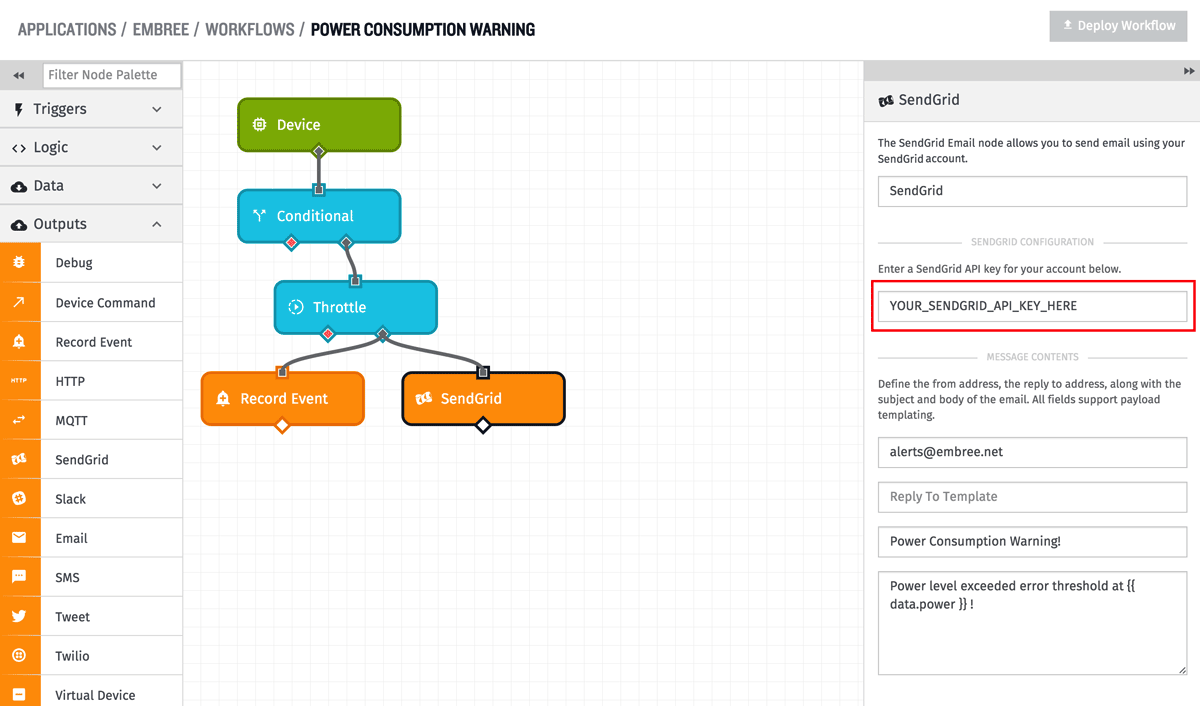 APPLICATIONS / EMBREE / WORKFLOWS / POWER CONSUMPTION WARNING
Deploy Workflow
Filter Node Palette
Triggers
Logic
Data
Outputs
Debug
Device Command
Record Event
HTTP
HTTP
MQTT
SendGrid
Slack
Email
SMS
Tweet
Twilio
Virtual Device
Device
Conditional
Throttle
Record Event
SendGrid
SendGrid
The SendGrid Email node allows you to send email using your
SendGrid account.
SendGrid
SENDGRID CONFIGURATION
Enter a SendGrid API key for your account below.
YOUR_SENDGRID_API_KEY_HERE
MESSAGE CONTENTS
Define the from address, the reply to address, along with the
subject and body of the email. All fields support payload
templating.
alerts@embree.net
Reply To Template
Power Consumption Warning!
Power level exceeded error threshold at {{
data.power }} !